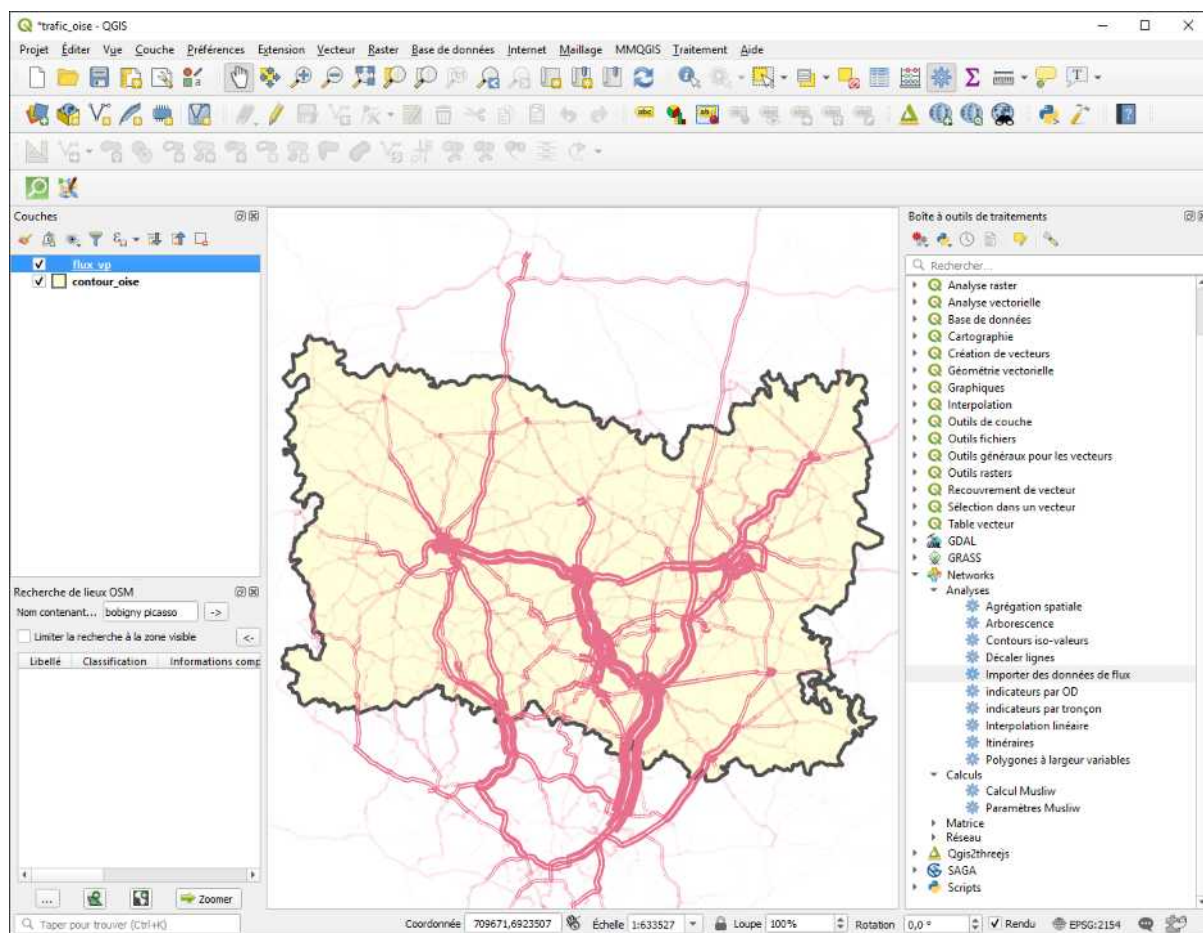 *trafic_oise - QGIS
Projet Éditer Vue Couche Préférences Extension Vecteur Raster Base de données Internet Maillage MMQGIS Traitement Aide
Couches
flux_vp
contour_oise
Recherche de lieux OSM
Nom contenant... bobigny picasso ->
Limiter la recherche à la zone visible <-
Libellé Classification Informations comp
... Zoomer
Boîte à outils de traitements
Rechercher...
Analyse raster
Analyse vectorielle
Base de données
Cartographie
Création de vecteurs
Géométrie vectorielle
Graphiques
Interpolation
Outils de couche
Outils fichiers
Outils généraux pour les vecteurs
Outils rasters
Recouvrement de vecteur
Sélection dans un vecteur
Table vecteur
GDAL
GRASS
Networks
Analyses
Agrégation spatiale
Arborescence
Contours iso-valeurs
Décaler lignes
Importer des données de flux
indicateurs par OD
indicateurs par tronçon
Interpolation linéaire
Itinéraires
Polygones à largeur variables
Calculs
Calcul Musliw
Paramètres Musliw
Matrice
Réseau
Qgis2threejs
SAGA
Scripts
Taper pour trouver (Ctrl+K) Coordonnée 709671,6923507 Échelle 1:633527 Loupe 100% Rotation 0,0 ° Rendu EPSG:2154